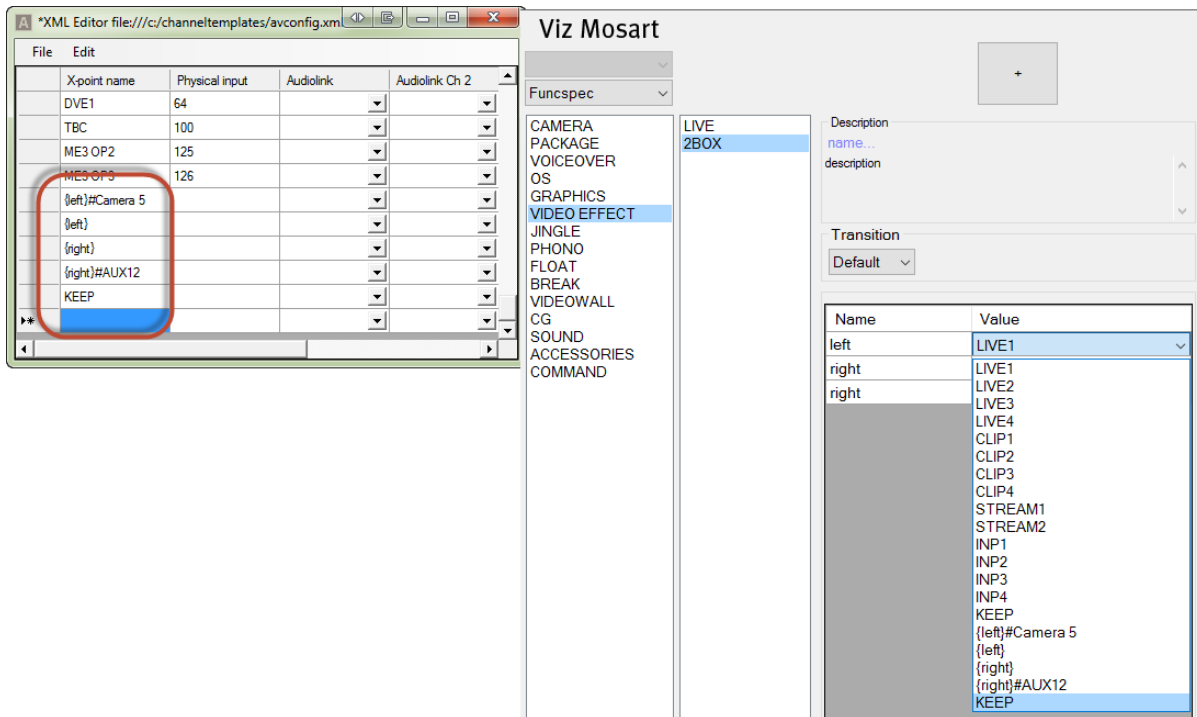 *XML Editor file:///c:/channeltemplates/avconfig.xml
File Edit
X-point name Physical input Audiolink Audiolink Ch 2
DVE1 64
TBC 100
ME3 OP2 125
ME3 OP3 126
{left}#Camera 5
{left}
{right}
{right}#AUX12
KEEP
Viz Mosart
Funcspec
+
CAMERA
PACKAGE
VOICEOVER
OS
GRAPHICS
VIDEO EFFECT
JINGLE
PHONO
FLOAT
BREAK
VIDEOWALL
CG
SOUND
ACCESSORIES
COMMAND
LIVE
2BOX
Description
name...
description
Transition
Default
Name Value
left LIVE1
right
right
LIVE1
LIVE2
LIVE3
LIVE4
CLIP1
CLIP2
CLIP3
CLIP4
STREAM1
STREAM2
INP1
INP2
INP3
INP4
KEEP
{left}#Camera 5
{left}
{right}
{right}#AUX12
KEEP